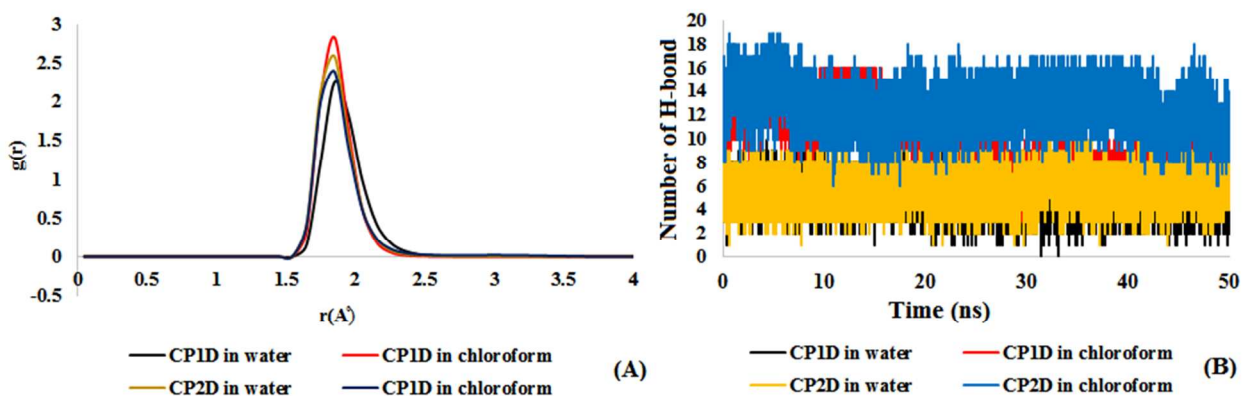 3
2.5
2
1.5
1
0.5
0
-0.5
g(r)
0
0.5
1
1.5
2
2.5
3
3.5
4
r(A°)
CP1D in water
CP1D in chloroform
CP2D in water
CP1D in chloroform
(A)
20
18
16
14
12
10
8
6
4
2
0
Number of H-bond
0
10
20
30
40
50
Time (ns)
CP1D in water
CP1D in chloroform
CP2D in water
CP2D in chloroform
(B)